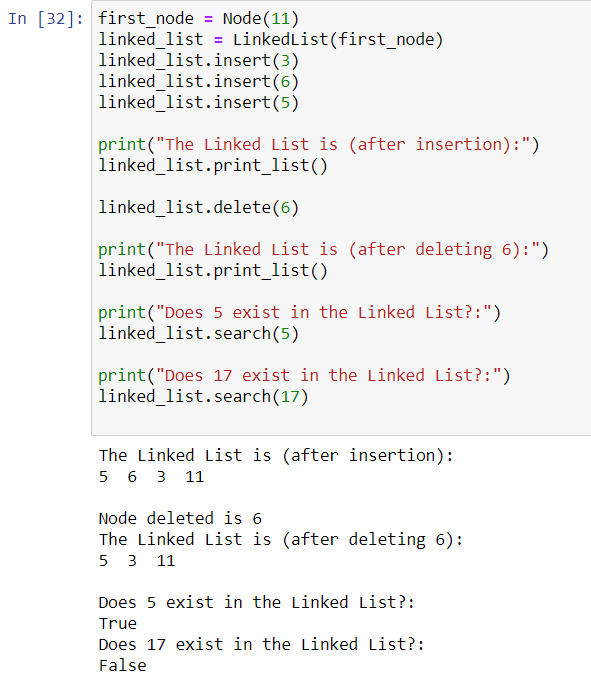 In [32]: first_node = Node(11)
linked_list = LinkedList(first_node)
linked_list.insert(3)
linked_list.insert(6)
linked_list.insert(5)
print("The Linked List is (after insertion):")
linked_list.print_list()
linked_list.delete(6)
print("The Linked List is (after deleting 6):")
linked_list.print_list()
print("Does 5 exist in the Linked List?:")
linked_list.search(5)
print("Does 17 exist in the Linked List?:")
linked_list.search(17)
The Linked List is (after insertion):
5  6  3  11
Node deleted is 6
The Linked List is (after deleting 6):
5  3  11
Does 5 exist in the Linked List?:
True
Does 17 exist in the Linked List?:
False